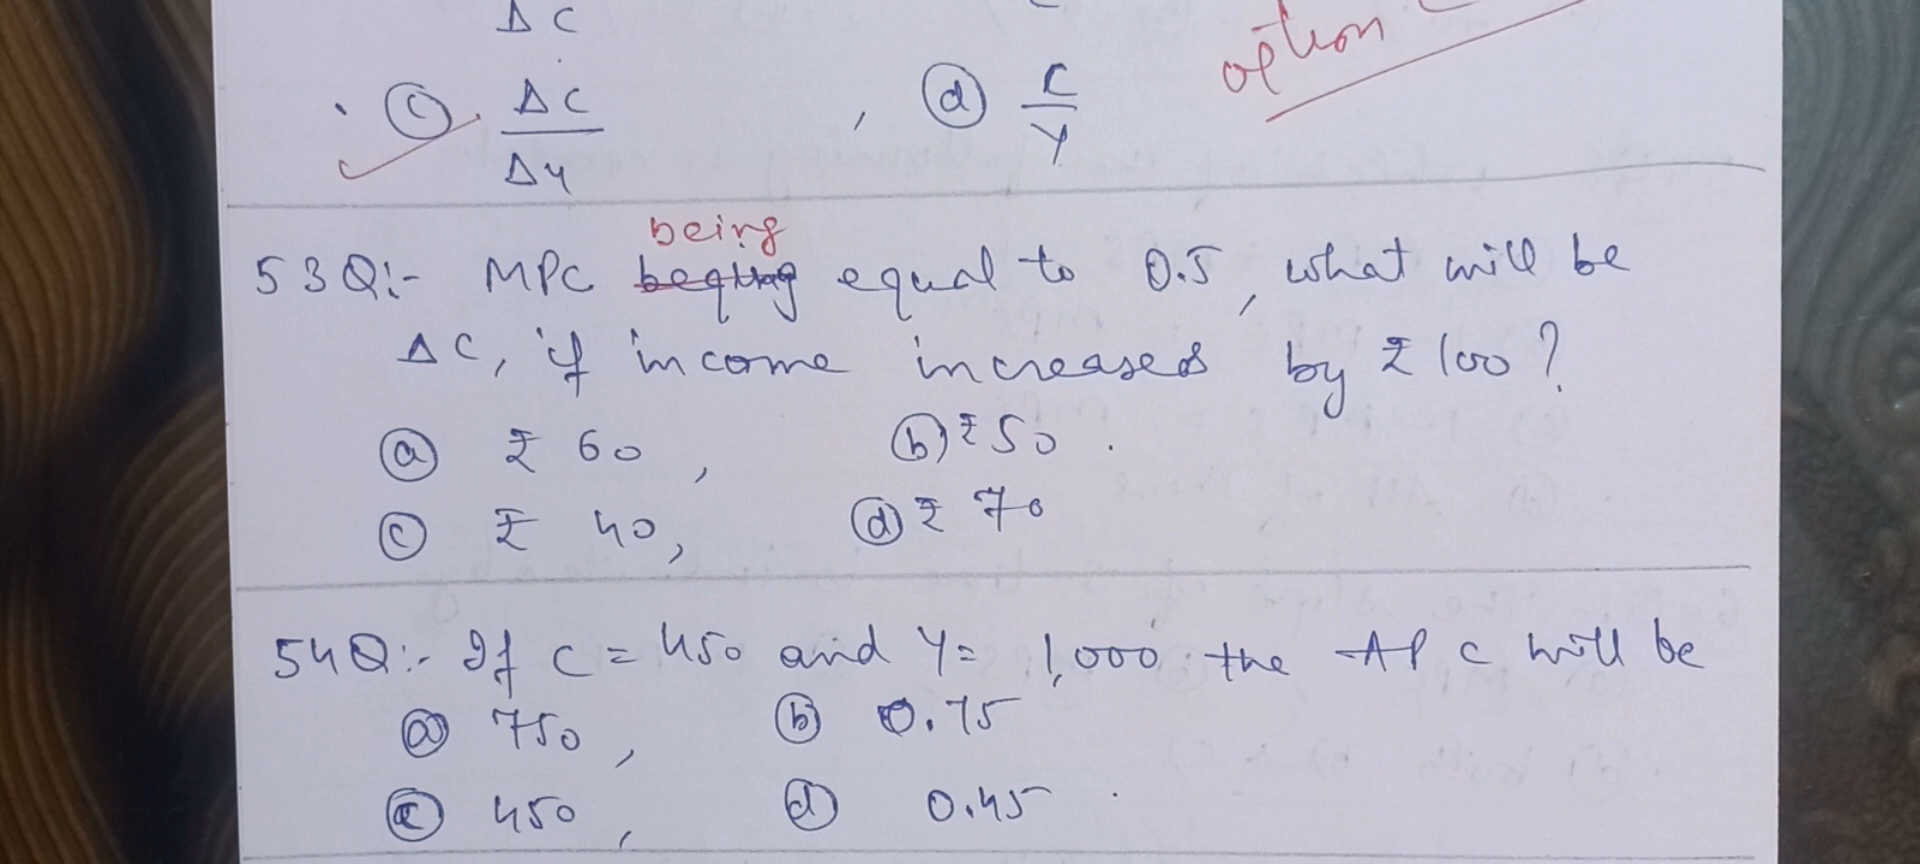 ΔC
option
. (c) ΔC/Δy , (d) C/Y
being
53Q:- MPC equal to 0.5, what will be
ΔC, if income increases by ₹ 100?
(a) ₹ 60 , (b) ₹50 .
(c) ₹ 40, (d) ₹ 70
54Q:- If C = 450 and Y = 1,000. the APC will be
(a) 750 , (b) 0.75
(c) 450 , (d) 0.45 .